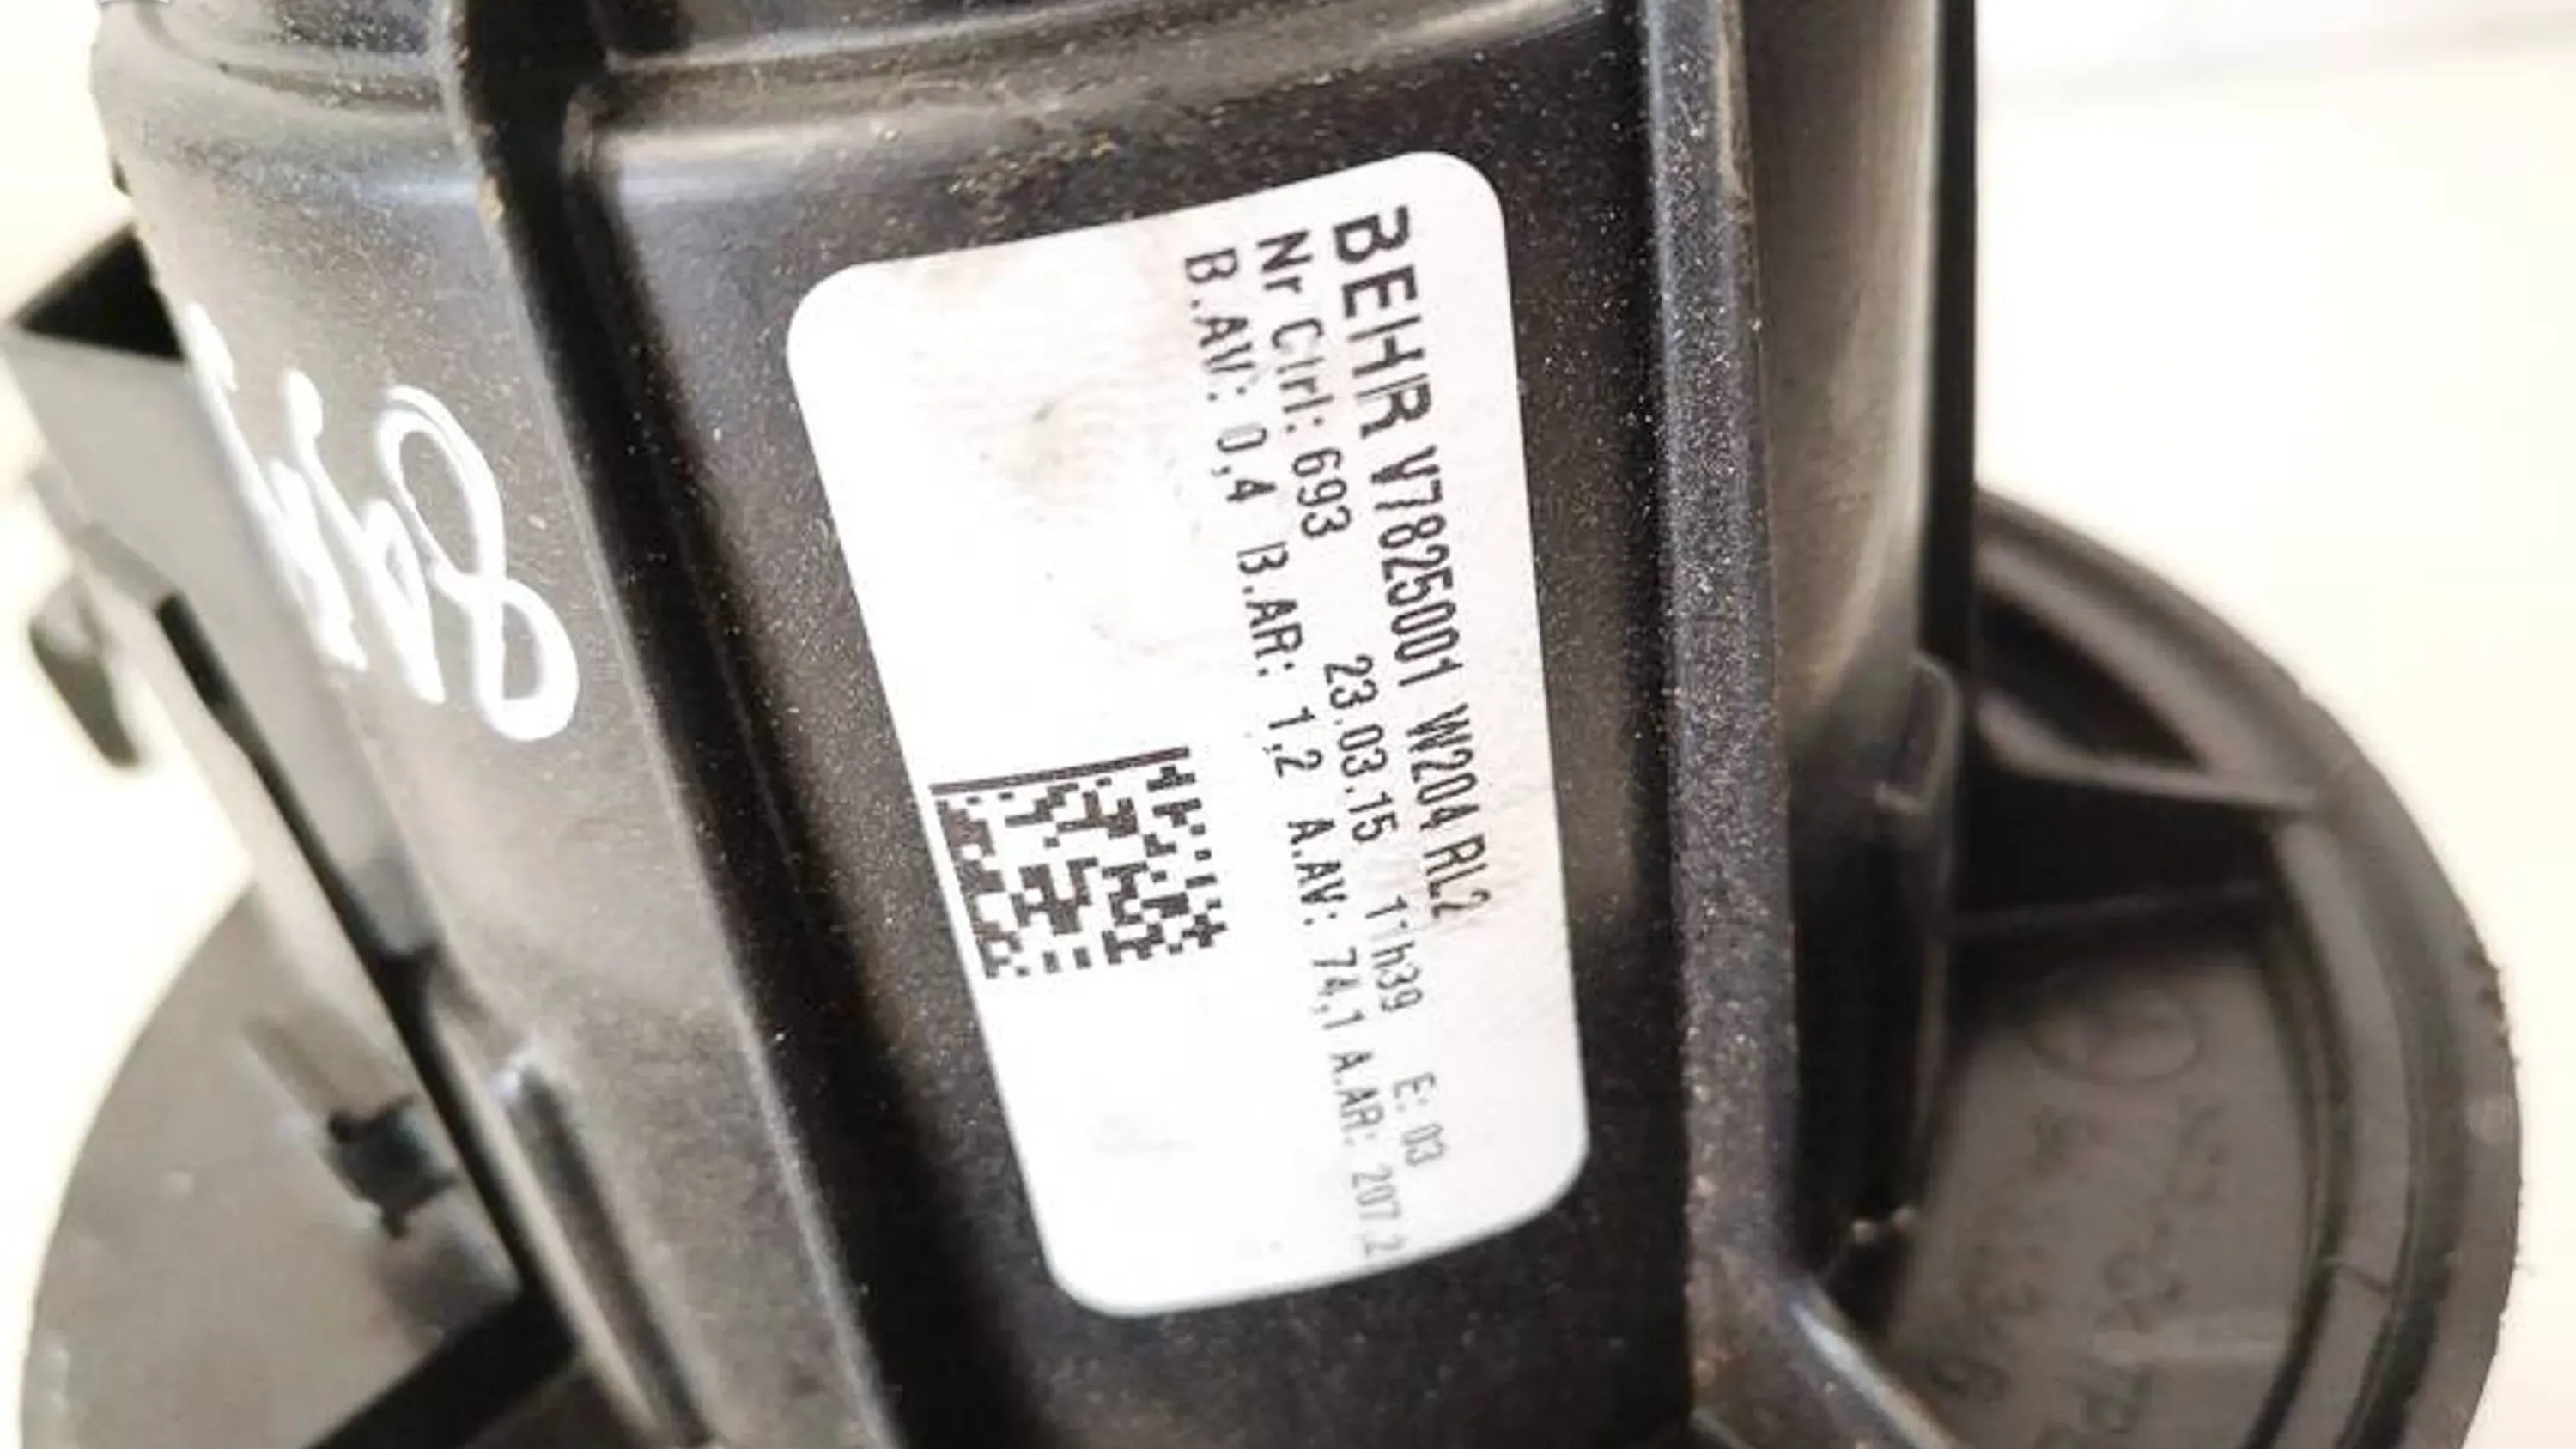 BEHR V7825001 W204 RL2
Nr Ctrl: 693 23.03.15 11h39 E: 03
B.AV: 0,4 B.AR: 1,2 A.AV: 74,1 A.AR: 207,2